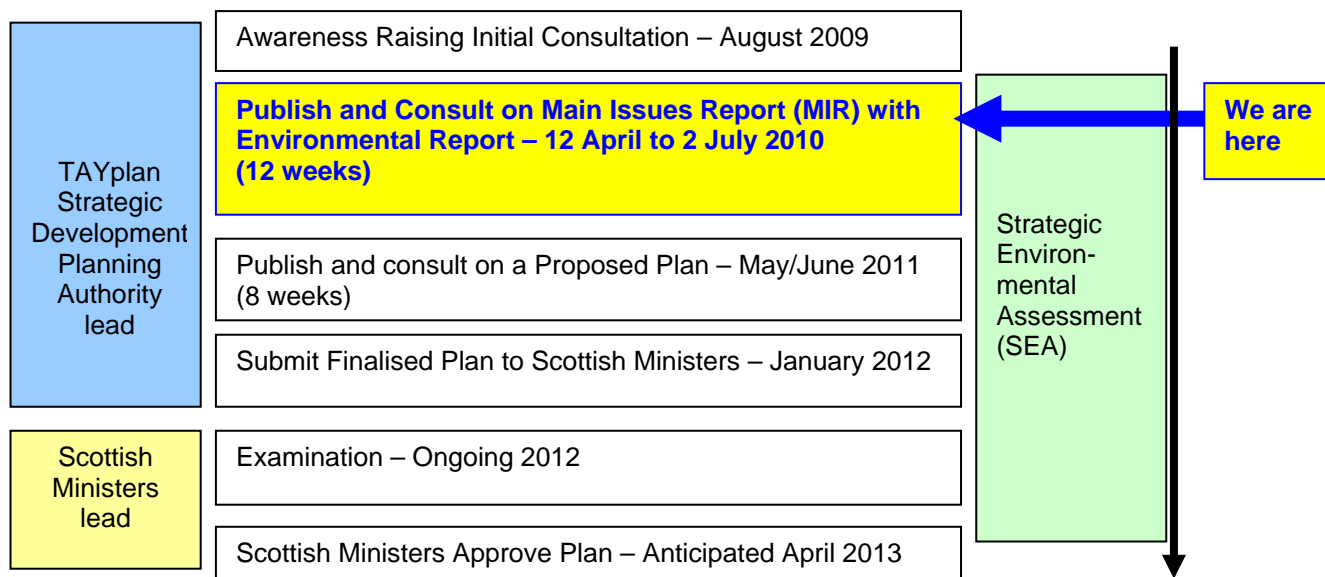 TAYplan
Strategic
Development
Planning
Authority
lead
Awareness Raising Initial Consultation – August 2009
Publish and Consult on Main Issues Report (MIR) with
Environmental Report – 12 April to 2 July 2010
(12 weeks)
Publish and consult on a Proposed Plan – May/June 2011
(8 weeks)
Submit Finalised Plan to Scottish Ministers – January 2012
Scottish
Ministers
lead
Examination – Ongoing 2012
Scottish Ministers Approve Plan – Anticipated April 2013
Strategic
Environ-
mental
Assessment
(SEA)
We are
here